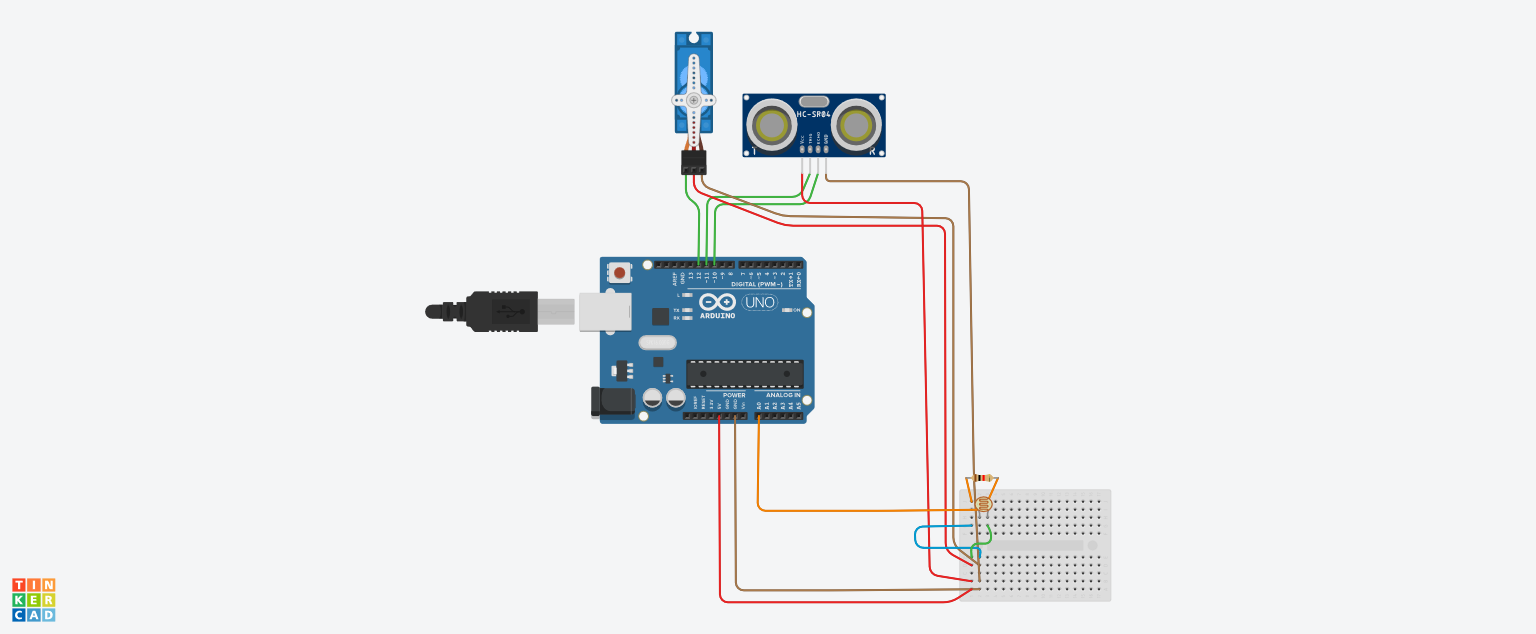 HC-SR04
Vcc
TRIG
ECHO
GND
T
R
AREF
GND
13
12
~11
~10
~9
8
7
~6
~5
4
~3
2
TX→1
RX←0
DIGITAL (PWM~)
L
TX
RX
ARDUINO
UNO
ON
POWER
ANALOG IN
IOREF
RESET
3.3V
5V
GND
GND
Vin
A0
A1
A2
A3
A4
A5
TIN
KER
CAD